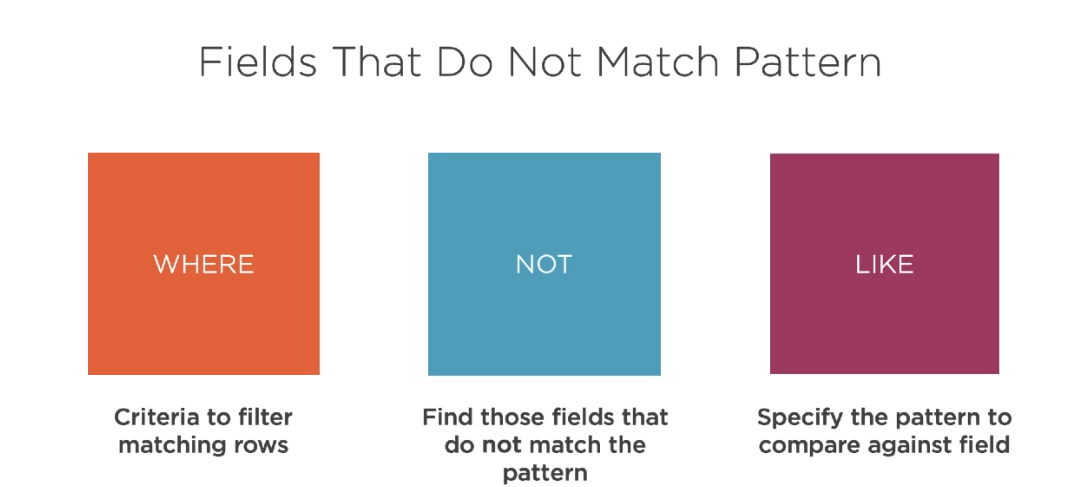 Fields That Do Not Match Pattern
WHERE
NOT
LIKE
Criteria to filter
matching rows
Find those fields that
do not match the
pattern
Specify the pattern to
compare against field